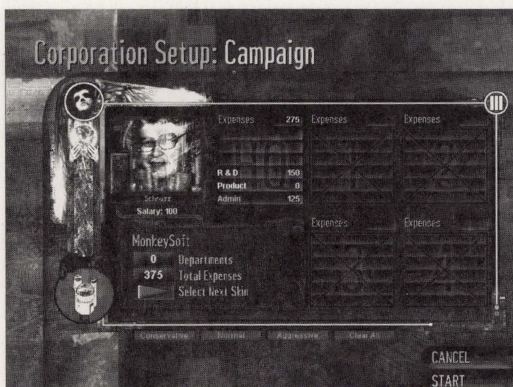 Corporation Setup: Campaign
Expenses 275
Expenses
Expenses
R & D 150
Product 0
Admin 125
Schnozz
Salary: 100
Expenses
Expenses
MonkeySoft
0 Departments
375 Total Expenses
Select Next Skin
Conservative
Normal
Aggressive
Clear All
CANCEL
START